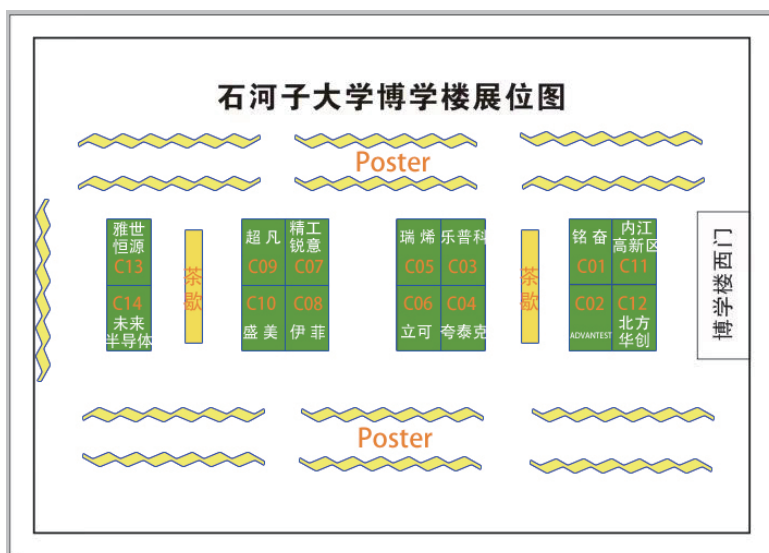 石河子大学博学楼展位图
Poster
雅世
恒源
C13
C14
未来
半导体
茶
歇
超 凡
C09
精工
锐意
C07
C10
盛 美
C08
伊 菲
瑞 烯
C05
乐普科
C03
C06
立可
C04
夸泰克
茶
歇
铭 奋
C01
内江
高新区
C11
C02
ADVANTEST
C12
北方
华创
博学楼西门
Poster